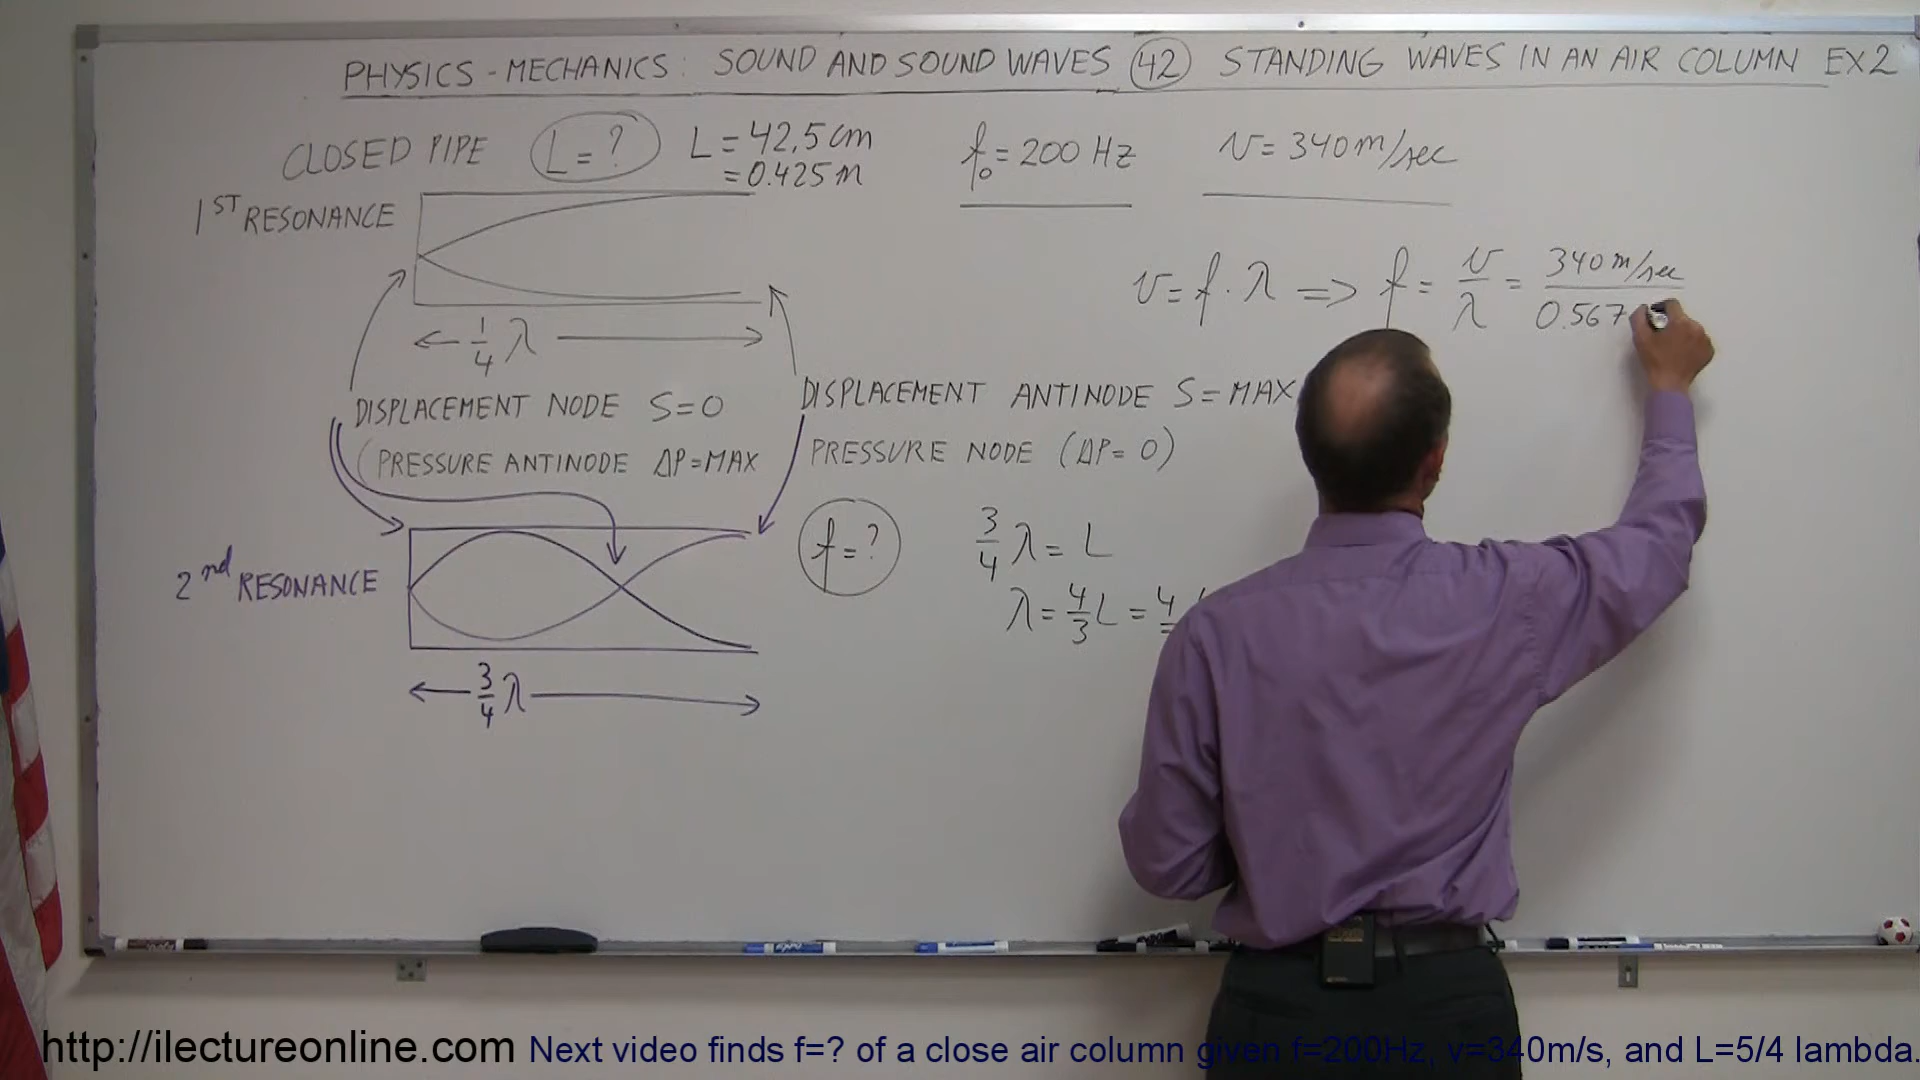 PHYSICS - MECHANICS: SOUND AND SOUND WAVES 42 STANDING WAVES IN AN AIR COLUMN EX2
CLOSED PIPE L = ? L = 42.5 cm
= 0.425 m
f₀ = 200 Hz v = 340 m/sec
1ST RESONANCE
1/4 λ
v = f · λ ⇒ f = v/λ = 340 m/sec / 0.567
DISPLACEMENT NODE S = 0
(PRESSURE ANTINODE ΔP = MAX
DISPLACEMENT ANTINODE S = MAX
PRESSURE NODE (ΔP = 0)
2nd RESONANCE
3/4 λ
f = ?
3/4 λ = L
λ = 4/3 L = 4
http://ilectureonline.com Next video finds f=? of a close air column given f=200Hz, v=340m/s, and L=5/4 lambda.